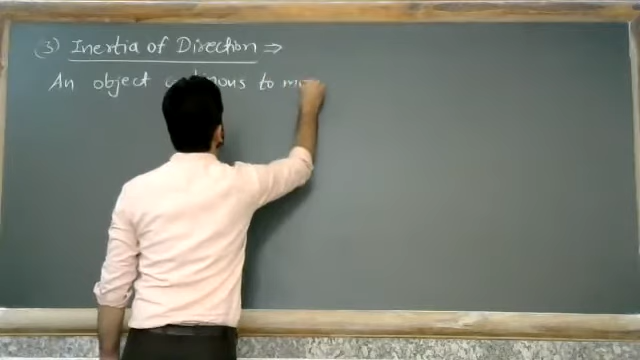 (3) Inertia of Direction ⇒
An object to